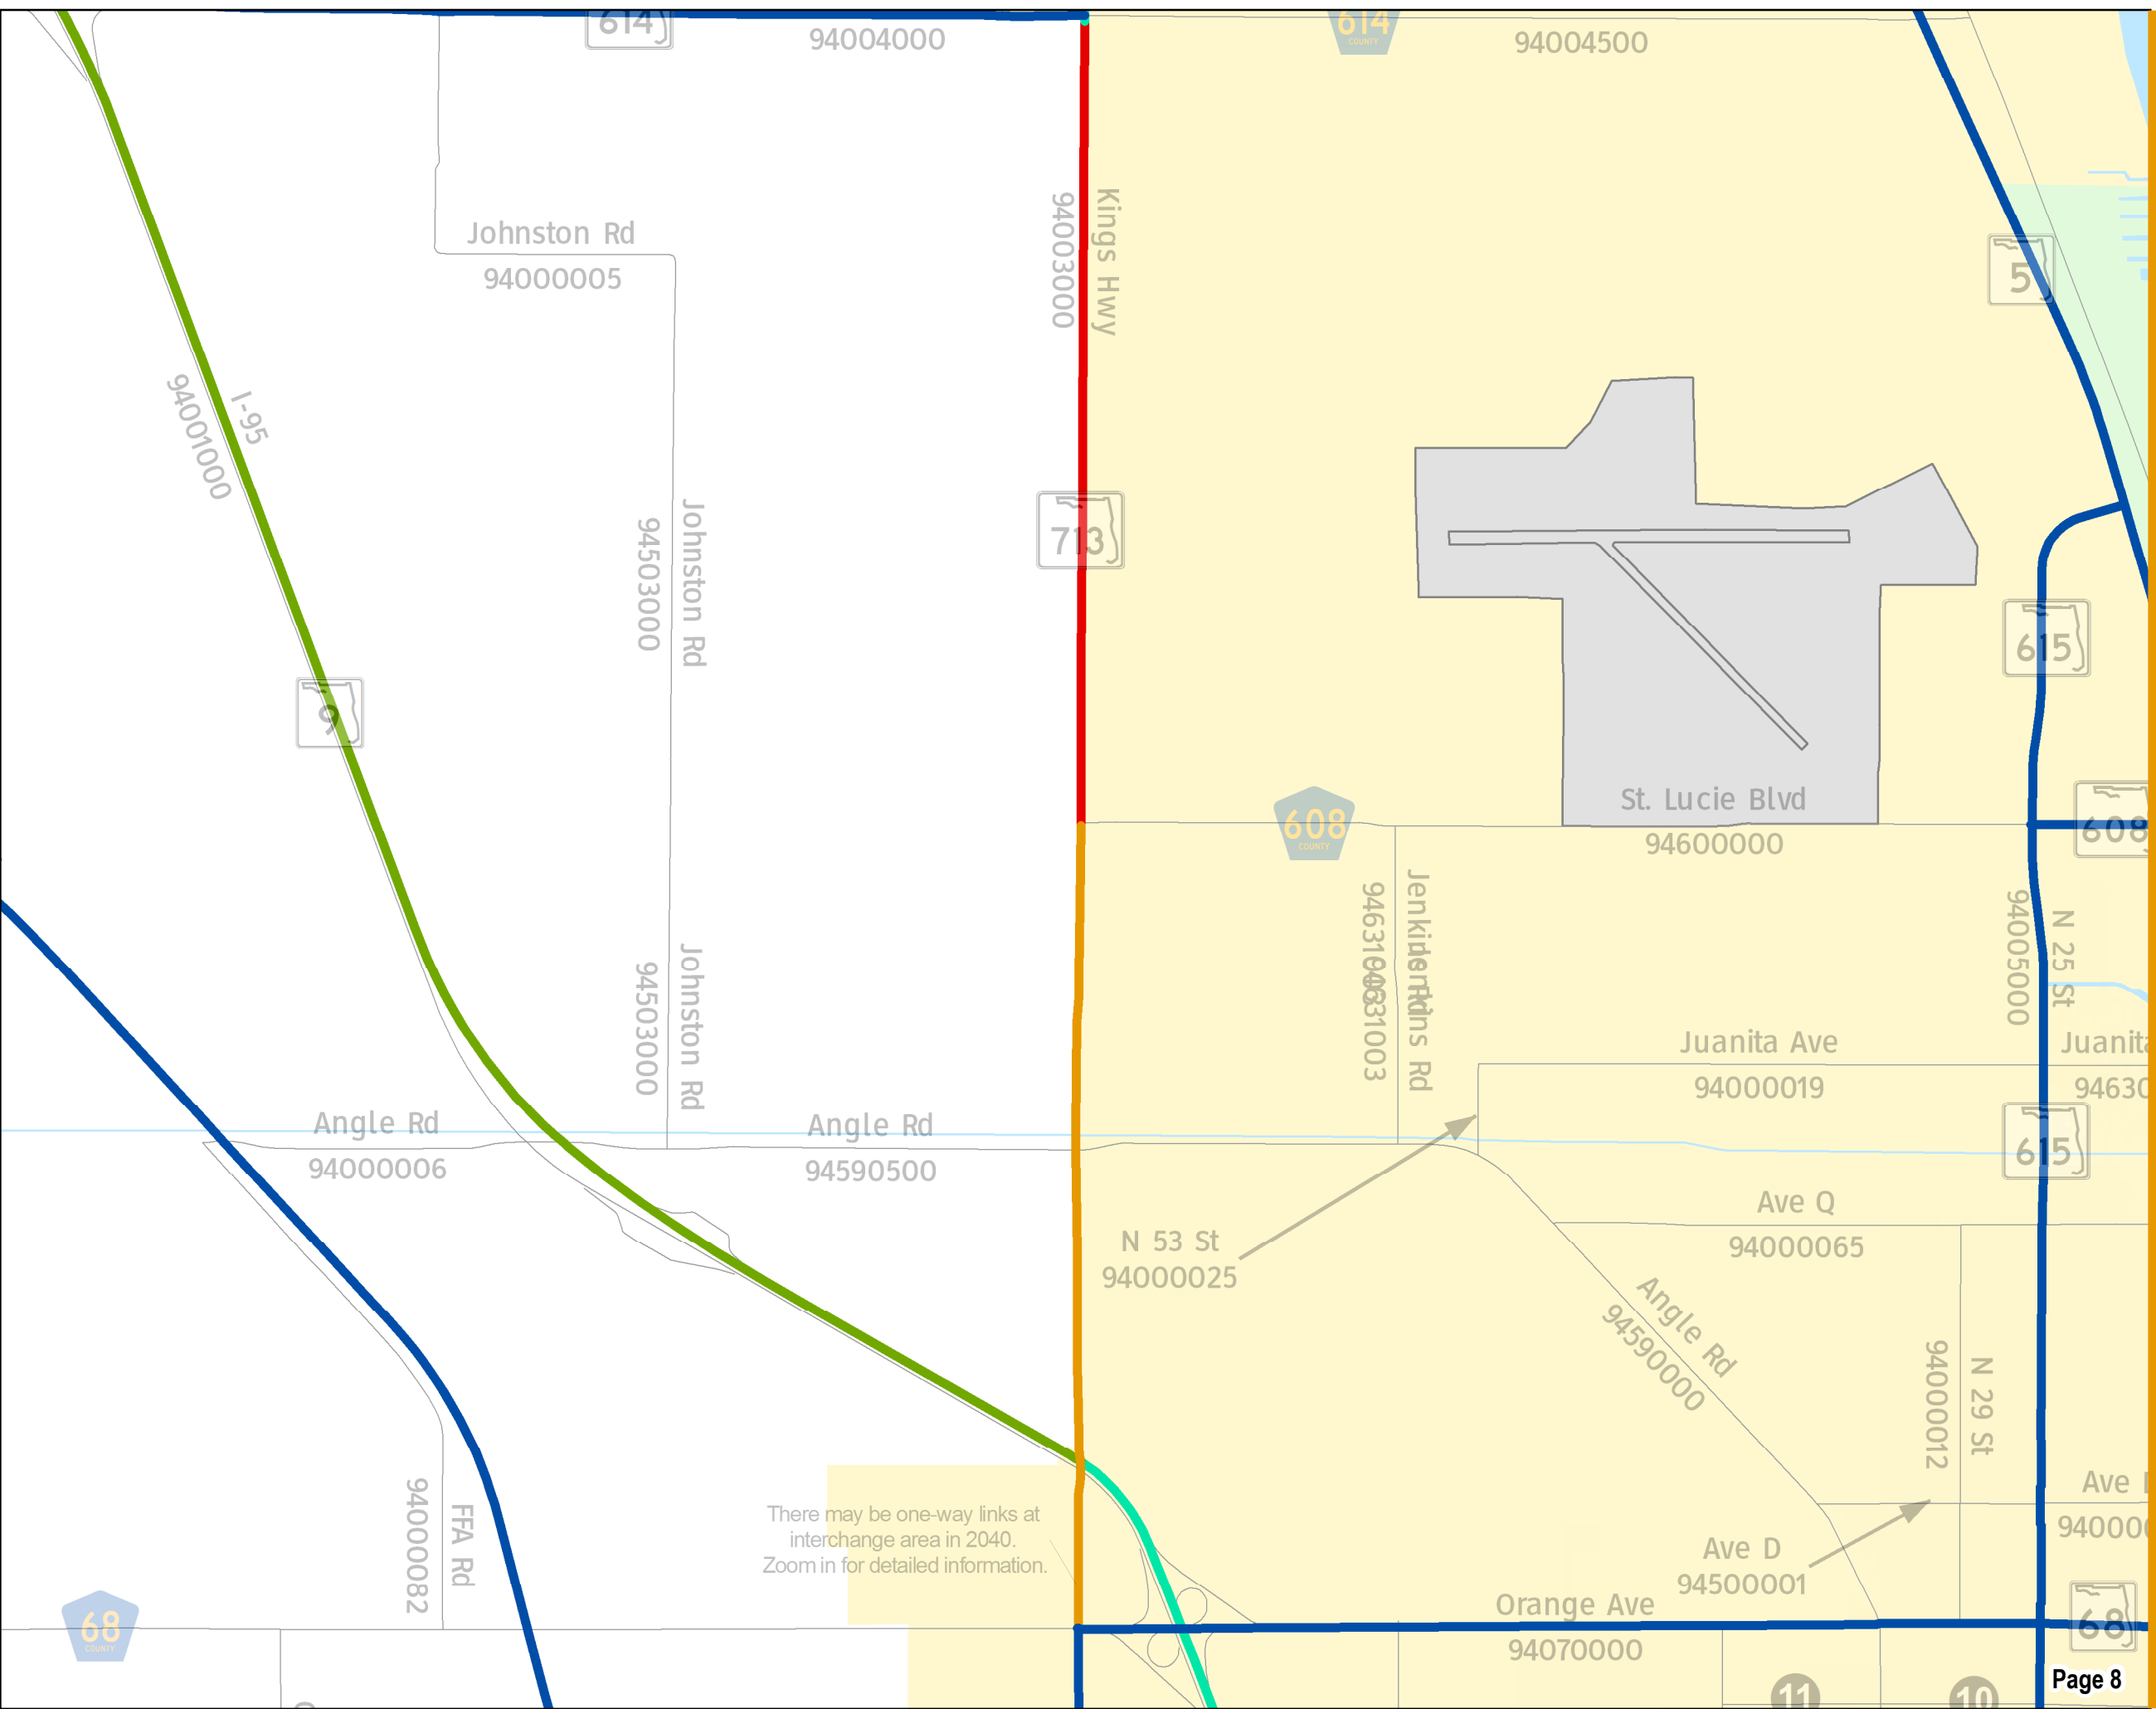 614
94004000
614
COUNTY
94004500
Johnston Rd
94000005
Kings Hwy
94003000
5
I-95
94001000
Johnston Rd
94503000
713
615
9
St. Lucie Blvd
94600000
608
COUNTY
608
N 25 St
94005000
Johnston Rd
94503000
Juanita Ave
94000019
Angle Rd
94000006
Angle Rd
94590500
615
Ave Q
94000065
N 53 St
94000025
Angle Rd
94590000
N 29 St
94000012
FFA Rd
94000082
There may be one-way links at
interchange area in 2040.
Zoom in for detailed information.
Ave D
94500001
Orange Ave
94070000
68
COUNTY
68
Page 8
11
10